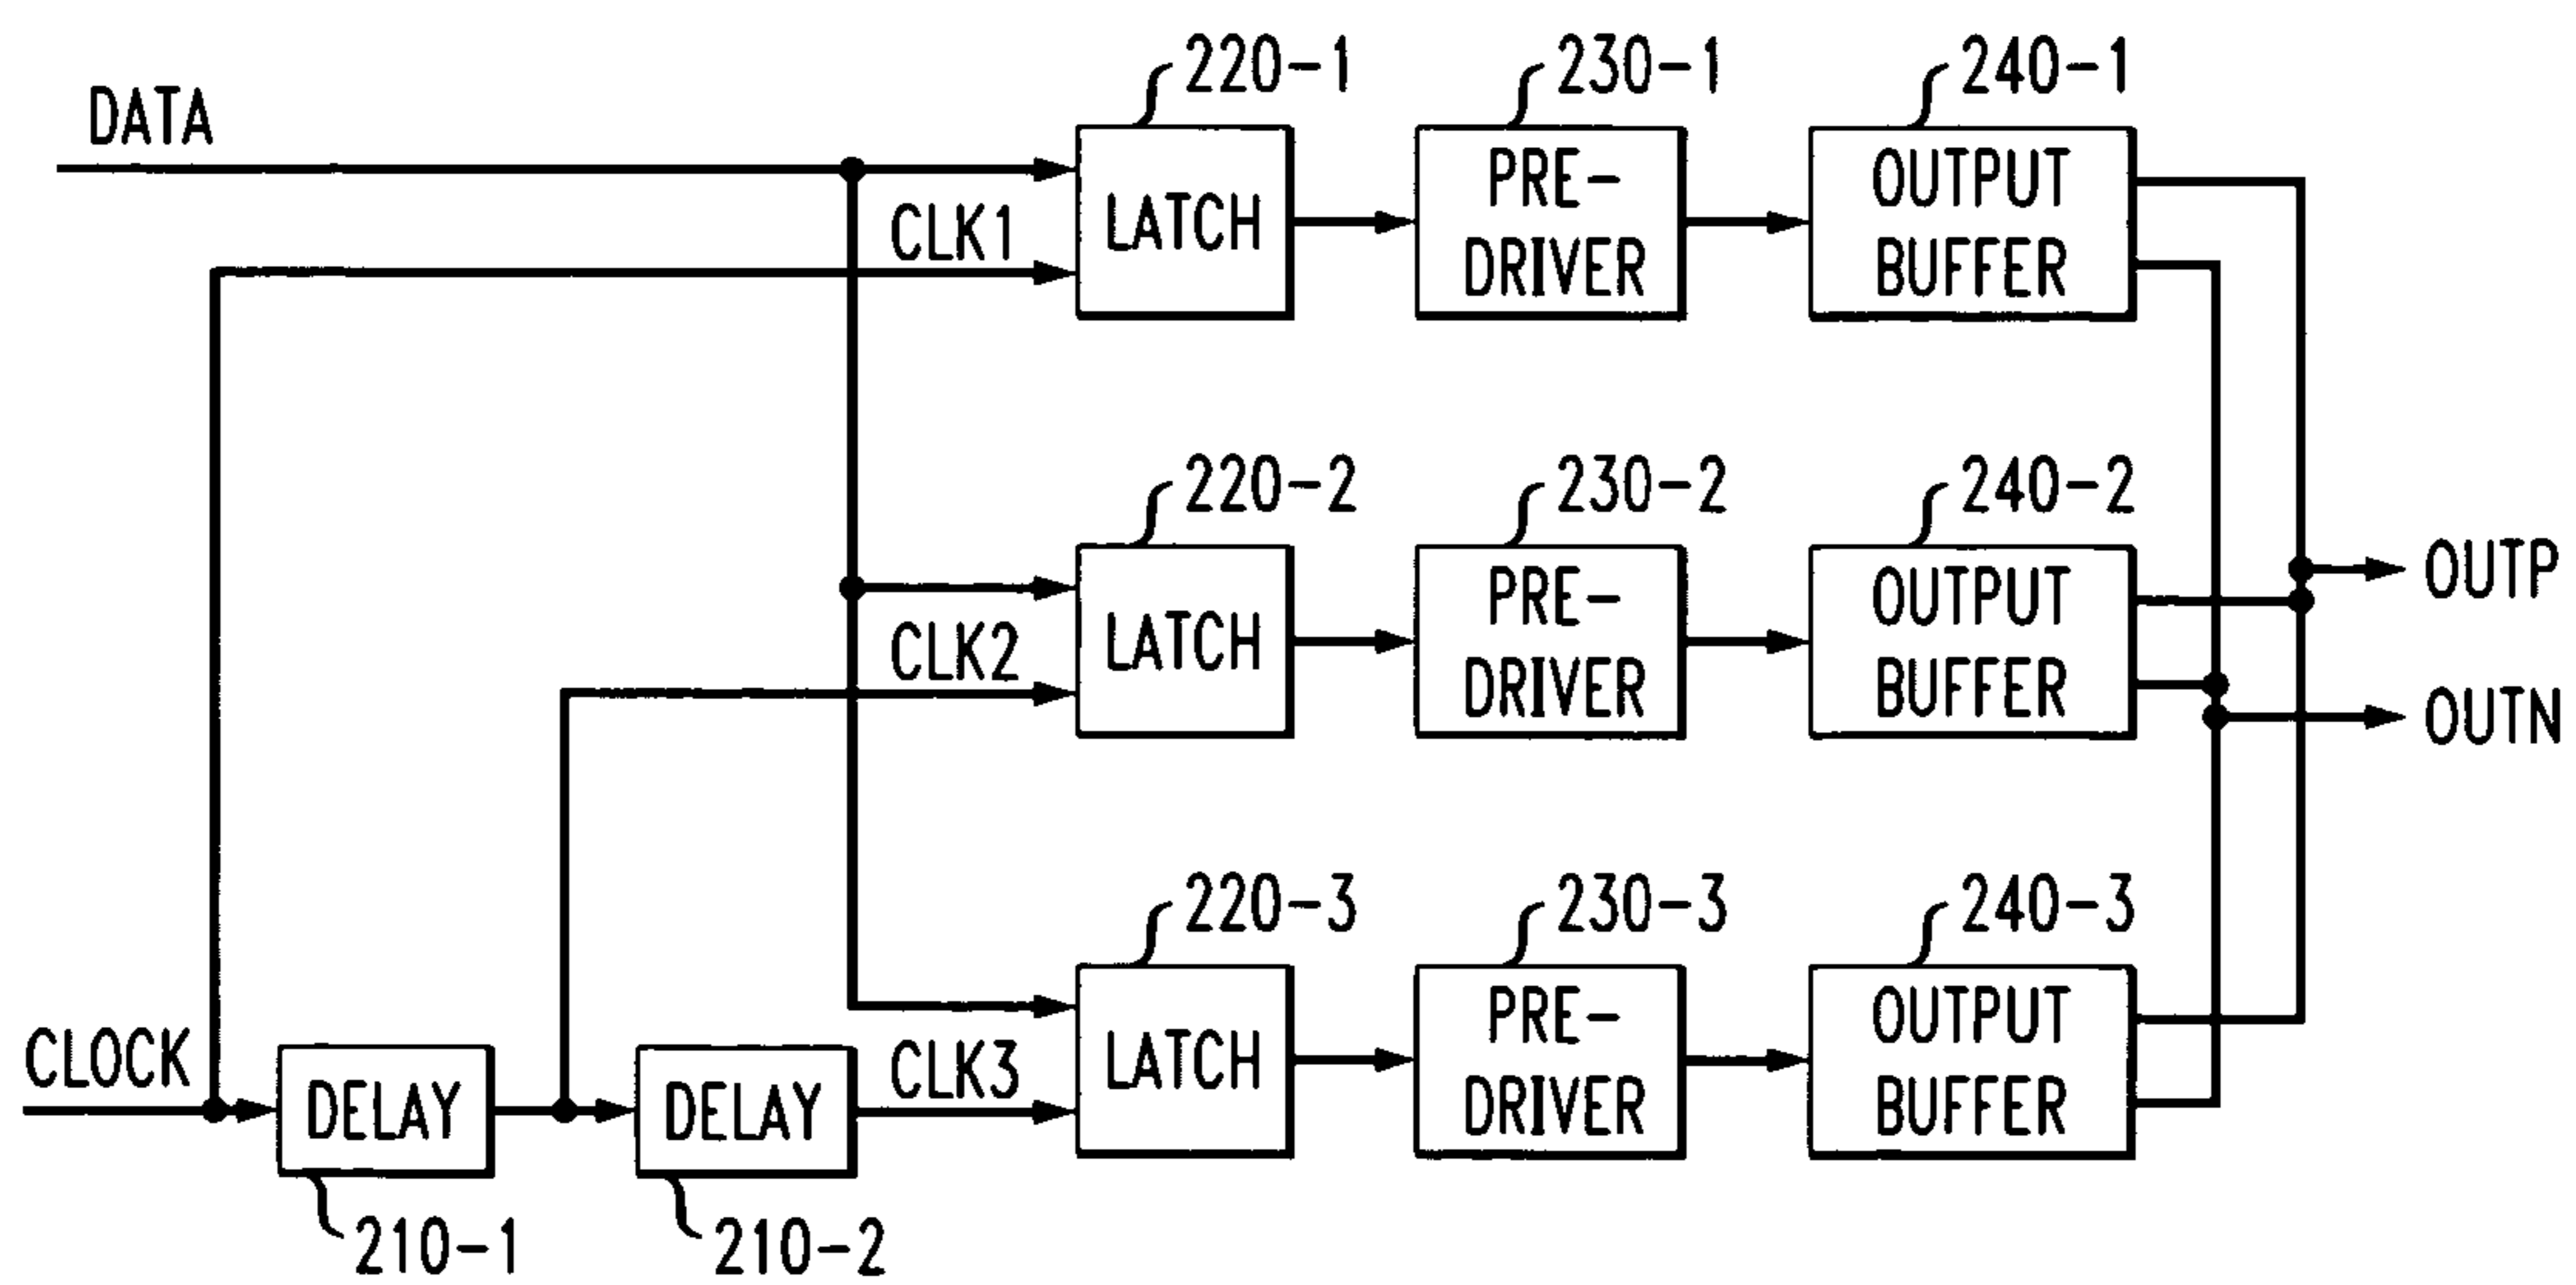 220-1
230-1
240-1
DATA
LATCH
PRE-
DRIVER
OUTPUT
BUFFER
CLK1
220-2
230-2
240-2
LATCH
PRE-
DRIVER
OUTPUT
BUFFER
CLK2
OUTP
OUTN
220-3
230-3
240-3
LATCH
PRE-
DRIVER
OUTPUT
BUFFER
CLOCK
DELAY
DELAY
CLK3
210-1
210-2